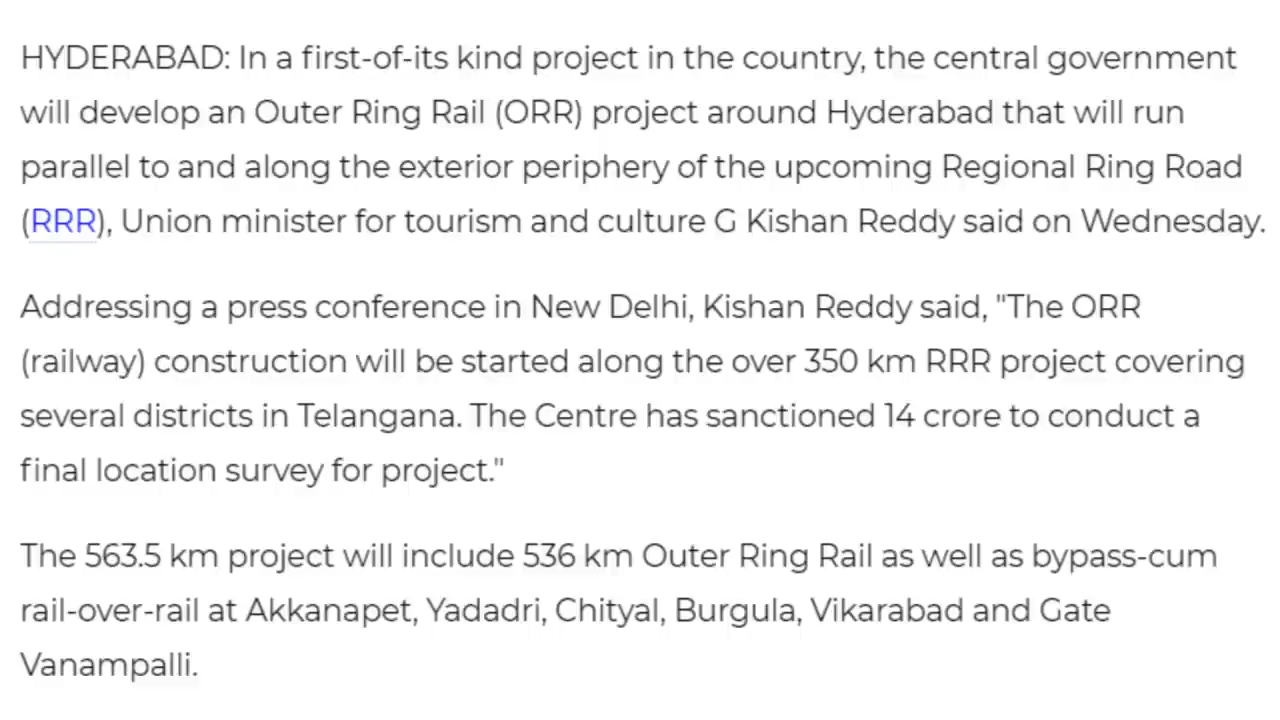 HYDERABAD: In a first-of-its kind project in the country, the central government
will develop an Outer Ring Rail (ORR) project around Hyderabad that will run
parallel to and along the exterior periphery of the upcoming Regional Ring Road
(RRR), Union minister for tourism and culture G Kishan Reddy said on Wednesday.
Addressing a press conference in New Delhi, Kishan Reddy said, "The ORR
(railway) construction will be started along the over 350 km RRR project covering
several districts in Telangana. The Centre has sanctioned 14 crore to conduct a
final location survey for project."
The 563.5 km project will include 536 km Outer Ring Rail as well as bypass-cum
rail-over-rail at Akkanapet, Yadadri, Chityal, Burgula, Vikarabad and Gate
Vanampalli.